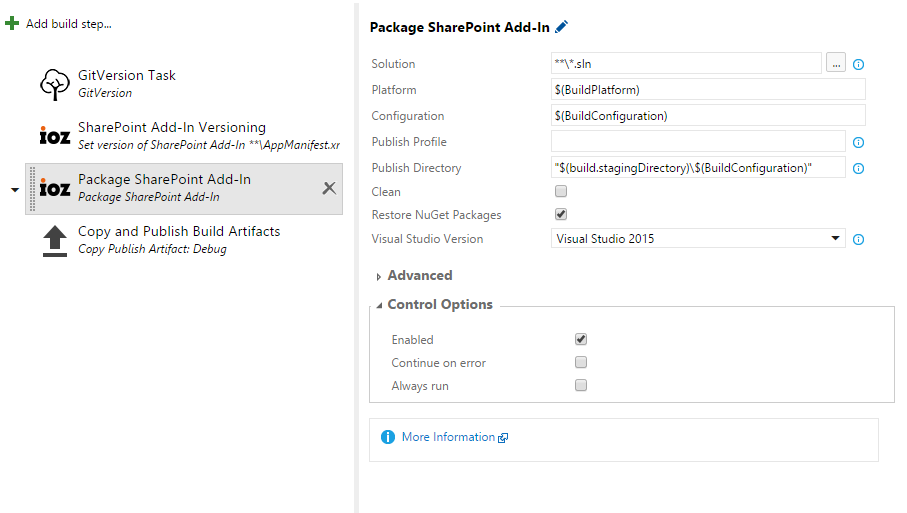 Add build step...
GitVersion Task
GitVersion
ioz
SharePoint Add-In Versioning
Set version of SharePoint Add-In **\AppManifest.xr
ioz
Package SharePoint Add-In
Package SharePoint Add-In
Copy and Publish Build Artifacts
Copy Publish Artifact: Debug
Package SharePoint Add-In
Solution **\*.sln ...
Platform $(BuildPlatform)
Configuration $(BuildConfiguration)
Publish Profile
Publish Directory "$(build.stagingDirectory)\$(BuildConfiguration)"
Clean
Restore NuGet Packages
Visual Studio Version Visual Studio 2015
Advanced
Control Options
Enabled
Continue on error
Always run
More Information